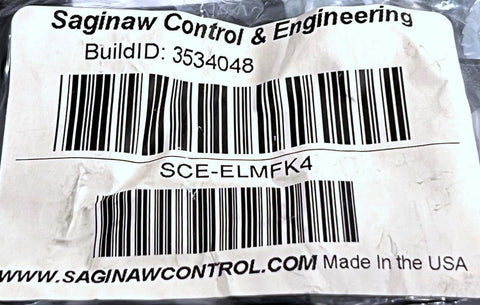 Saginaw Control & Engineering
BuildID: 3534048
SCE-ELMFK4
WWW.SAGINAWCONTROL.COM Made In the USA